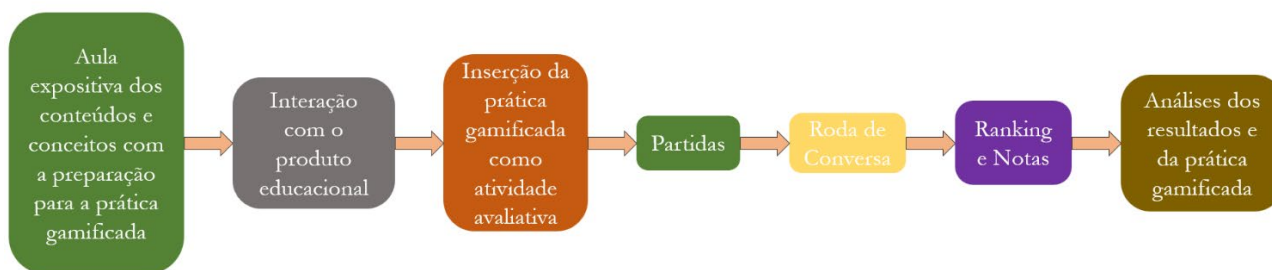 Aula
expositiva dos
conteúdos e
conceitos com
a preparação
para a prática
gamificada
Interação
com o
produto
educacional
Inserção da
prática
gamificada
como
atividade
avaliativa
Partidas
Roda de
Conversa
Ranking
e Notas
Análises dos
resultados e
da prática
gamificada